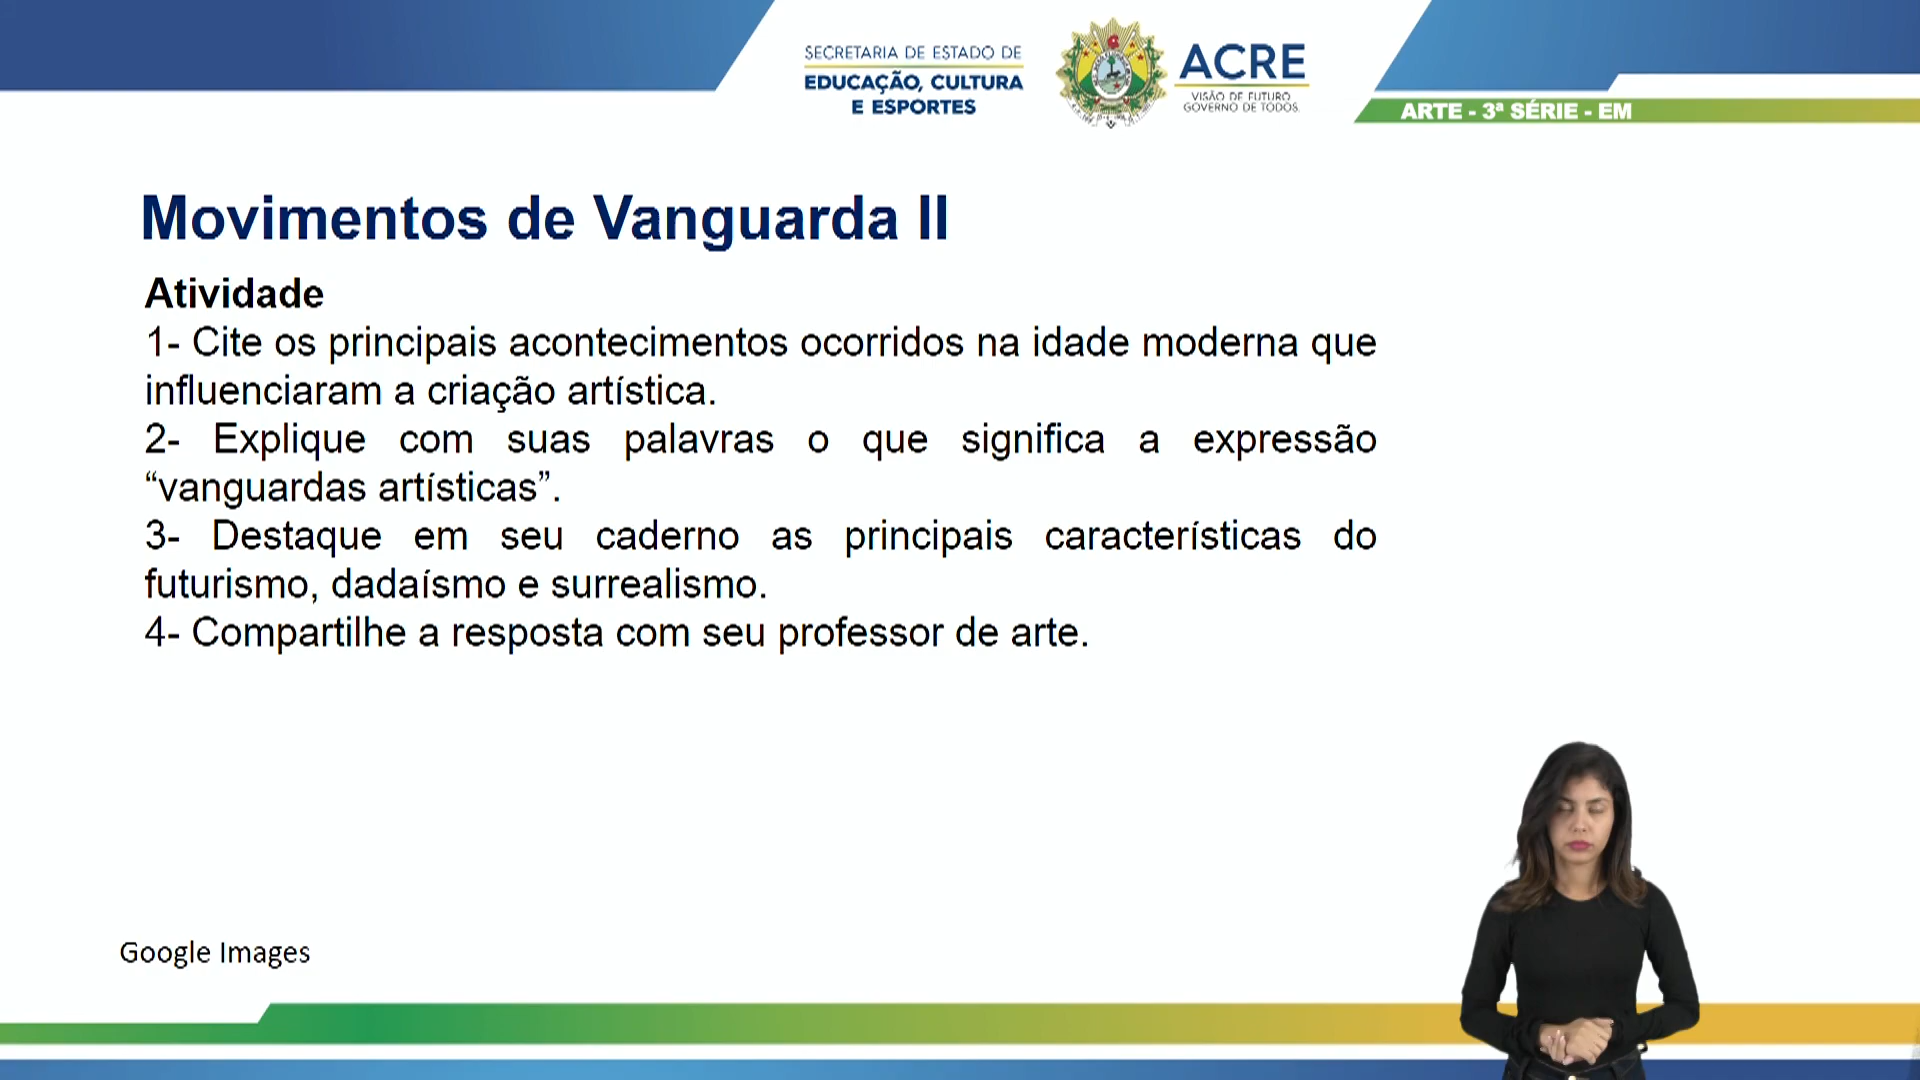 SECRETARIA DE ESTADO DE
EDUCAÇÃO, CULTURA
E ESPORTES
ACRE
VISÃO DE FUTURO
GOVERNO DE TODOS
ARTE - 3ª SÉRIE - EM
Movimentos de Vanguarda II
Atividade
1- Cite os principais acontecimentos ocorridos na idade moderna que
influenciaram a criação artística.
2- Explique com suas palavras o que significa a expressão
“vanguardas artísticas”.
3- Destaque em seu caderno as principais características do
futurismo, dadaísmo e surrealismo.
4- Compartilhe a resposta com seu professor de arte.
Google Images